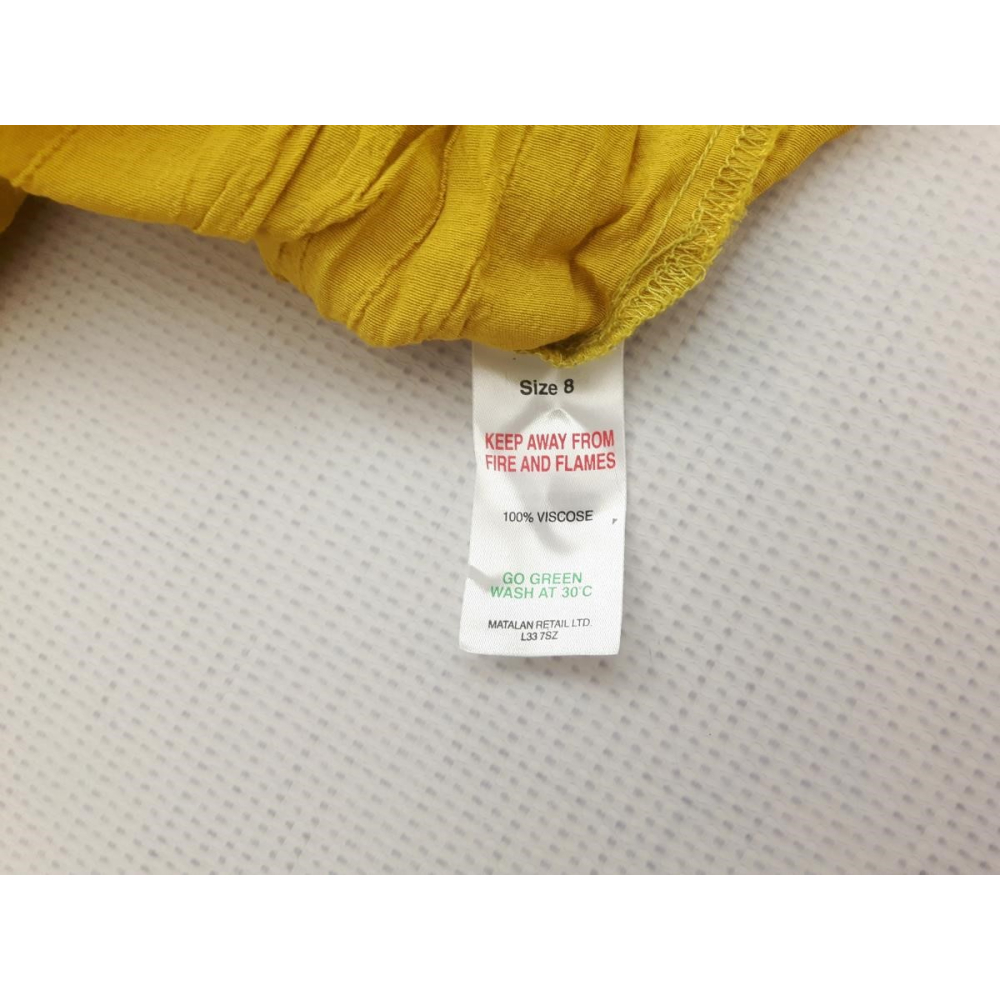 Size 8
KEEP AWAY FROM
FIRE AND FLAMES
100% VISCOSE
GO GREEN
WASH AT 30°C
MATALAN RETAIL LTD.
L33 7SZ